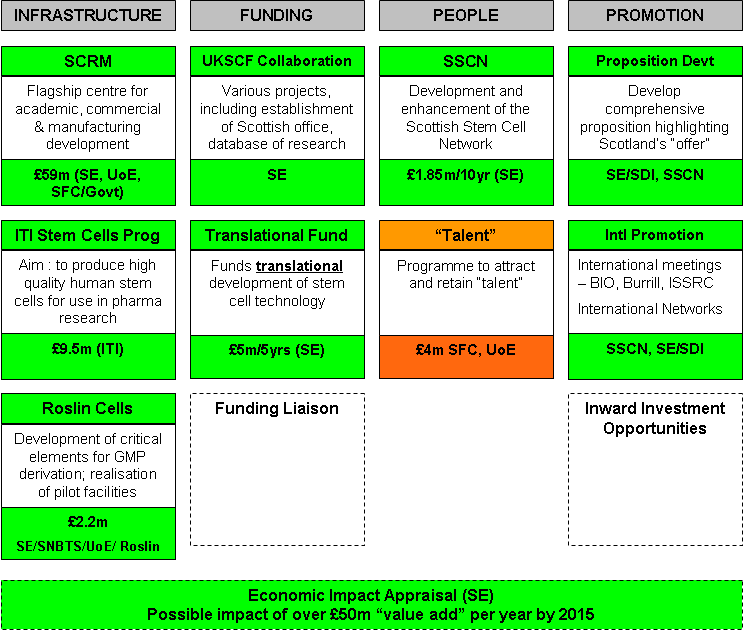 INFRASTRUCTURE
FUNDING
PEOPLE
PROMOTION
SCRM
Flagship centre for
academic, commercial
& manufacturing
development
£59m (SE, UoE,
SFC/Govt)
UKSCF Collaboration
Various projects,
including establishment
of Scottish office,
database of research
SE
SSCN
Development and
enhancement of the
Scottish Stem Cell
Network
£1.85m/10yr (SE)
Proposition Devt
Develop
comprehensive
proposition highlighting
Scotland's "offer"
SE/SDI, SSCN
ITI Stem Cells Prog
Aim : to produce high
quality human stem
cells for use in pharma
research
£9.5m (ITI)
Translational Fund
Funds translational
development of stem
cell technology
£5m/5yrs (SE)
"Talent"
Programme to attract
and retain "talent"
£4m SFC, UoE
Intl Promotion
International meetings
– BIO, Burrill, ISSRC
International Networks
SSCN, SE/SDI
Roslin Cells
Development of critical
elements for GMP
derivation; realisation
of pilot facilities
£2.2m
SE/SNBTS/UoE/ Roslin
Funding Liaison
Inward Investment
Opportunities
Economic Impact Appraisal (SE)
Possible impact of over £50m "value add" per year by 2015